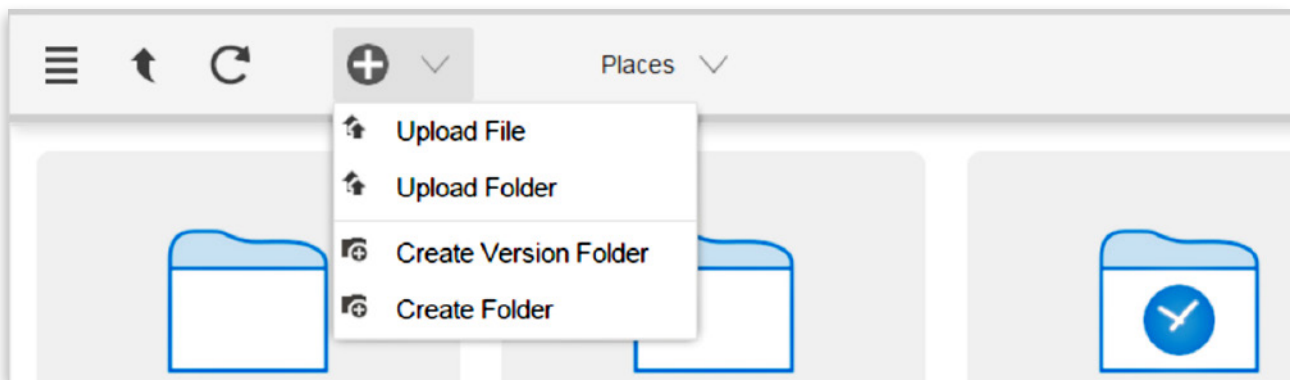 Places
Upload File
Upload Folder
Create Version Folder
Create Folder